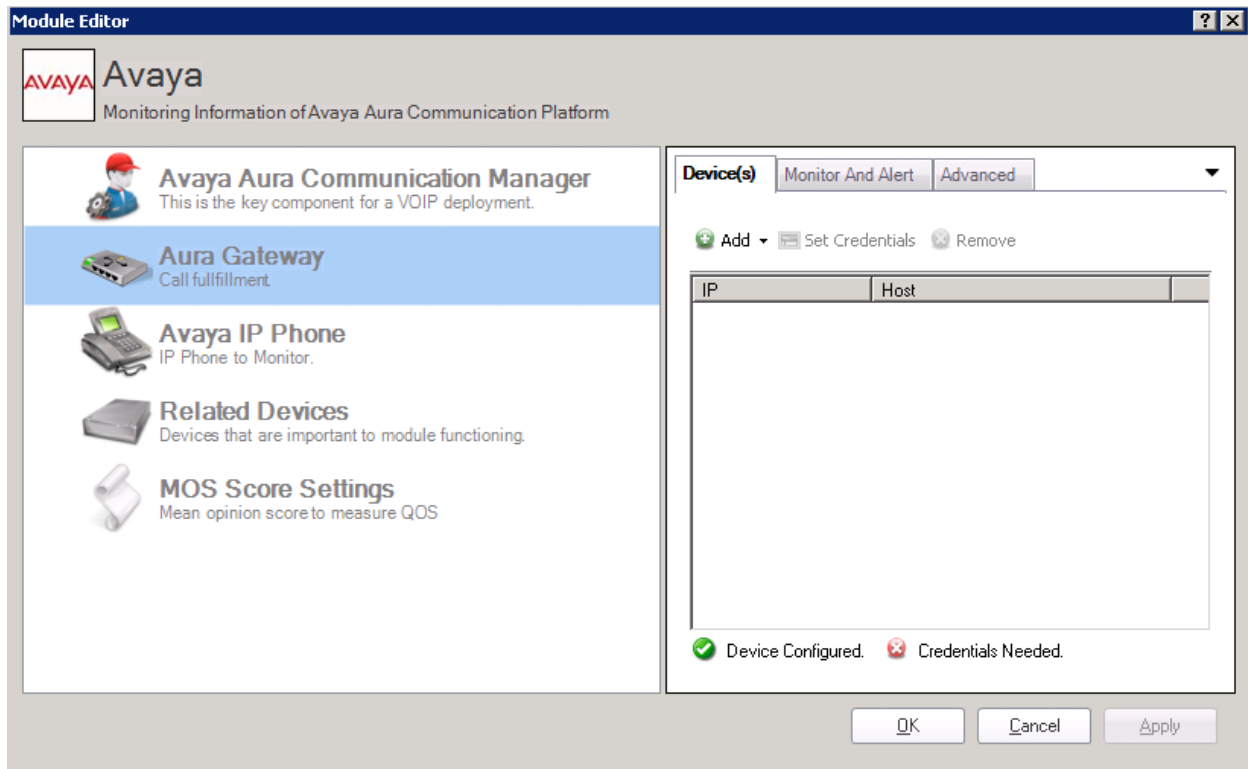 Module Editor
? X
AVAYA
Avaya
Monitoring Information of Avaya Aura Communication Platform
Avaya Aura Communication Manager
This is the key component for a VOIP deployment.
Aura Gateway
Call fullfillment.
Avaya IP Phone
IP Phone to Monitor.
Related Devices
Devices that are important to module functioning.
MOS Score Settings
Mean opinion score to measure QOS
Device(s) Monitor And Alert Advanced
Add Set Credentials Remove
IP Host
Device Configured. Credentials Needed.
OK Cancel Apply